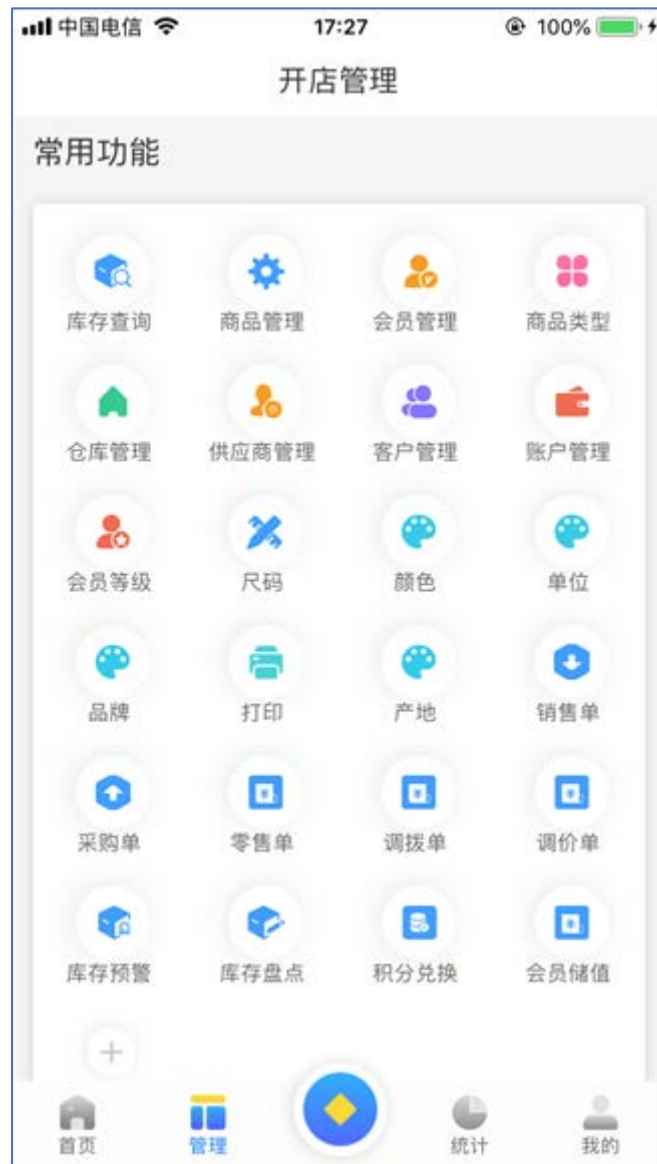 中国电信 17:27 100%
开店管理
常用功能
库存查询 商品管理 会员管理 商品类型
仓库管理 供应商管理 客户管理 账户管理
会员等级 尺码 颜色 单位
品牌 打印 产地 销售单
采购单 零售单 调拨单 调价单
库存预警 库存盘点 积分兑换 会员储值
首页 管理 统计 我的